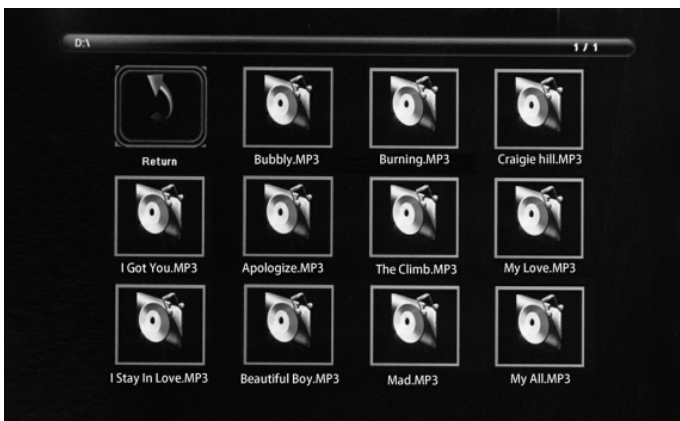 D:\
1 / 1
Return
Bubbly.MP3
Burning.MP3
Craigie hill.MP3
I Got You.MP3
Apologize.MP3
The Climb.MP3
My Love.MP3
I Stay In Love.MP3
Beautiful Boy.MP3
Mad.MP3
My All.MP3